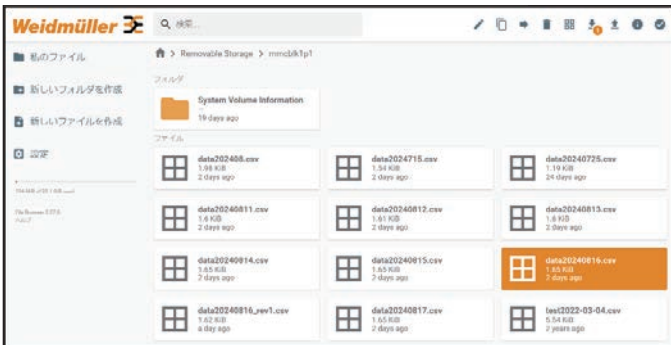 Weidmüller
検索...
Removable Storage > mmcblk1p1
私のファイル
新しいフォルダを作成
新しいファイルを作成
設定
フォルダ
System Volume Information
—
19 days ago
ファイル
data202408.csv
1.98 KiB
2 days ago
data2024715.csv
1.54 KiB
2 days ago
data20240725.csv
1.19 KiB
24 days ago
data20240811.csv
1.6 KiB
2 days ago
data20240812.csv
1.61 KiB
2 days ago
data20240813.csv
1.6 KiB
2 days ago
data20240814.csv
1.65 KiB
2 days ago
data20240815.csv
1.65 KiB
2 days ago
data20240816.csv
1.65 KiB
2 days ago
data20240816_rev1.csv
1.62 KiB
a day ago
data20240817.csv
1.65 KiB
2 days ago
test2022-03-04.csv
5.54 KiB
2 years ago
File Browser
ヘルプ